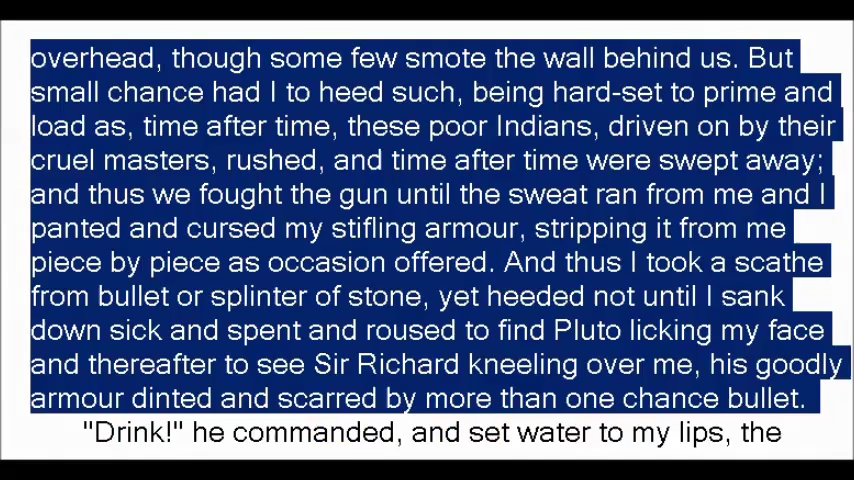 overhead, though some few smote the wall behind us. But
small chance had I to heed such, being hard-set to prime and
load as, time after time, these poor Indians, driven on by their
cruel masters, rushed, and time after time were swept away;
and thus we fought the gun until the sweat ran from me and I
panted and cursed my stifling armour, stripping it from me
piece by piece as occasion offered. And thus I took a scathe
from bullet or splinter of stone, yet heeded not until I sank
down sick and spent and roused to find Pluto licking my face
and thereafter to see Sir Richard kneeling over me, his goodly
armour dinted and scarred by more than one chance bullet.
"Drink!" he commanded, and set water to my lips, the